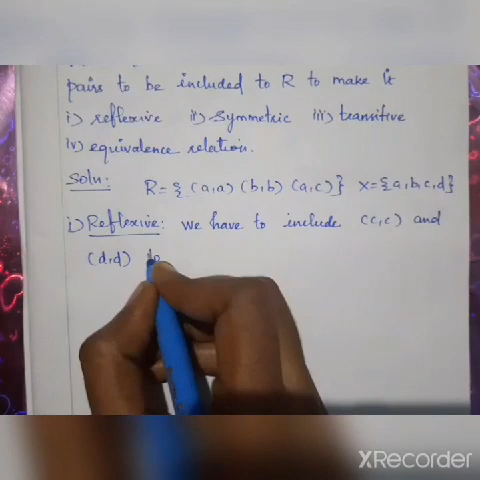 pairs to be included to R to make it
i) reflexive ii) symmetric iii) transitive
iv) equivalence relation.
Soln: R = { (a,a) (b,b) (a,c) } X = {a,b,c,d}
i) Reflexive: we have to include (c,c) and
(d,d) to
XRecorder